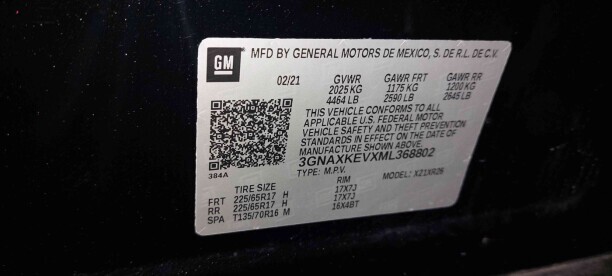 GM
MFD BY GENERAL MOTORS DE MEXICO, S. DE R.L. DE C.V.
02/21 GVWR GAWR FRT GAWR RR
2025 KG 1175 KG 1200 KG
4464 LB 2590 LB 2645 LB
THIS VEHICLE CONFORMS TO ALL
APPLICABLE U.S. FEDERAL MOTOR
VEHICLE SAFETY AND THEFT PREVENTION
STANDARDS IN EFFECT ON THE DATE OF
MANUFACTURE SHOWN ABOVE.
3GNAXKEVXML368802
384A
TYPE: M.P.V. MODEL: X21XR26
TIRE SIZE RIM
FRT 225/65R17 H 17X7J
RR 225/65R17 H 17X7J
SPA T135/70R16 M 16X4BT